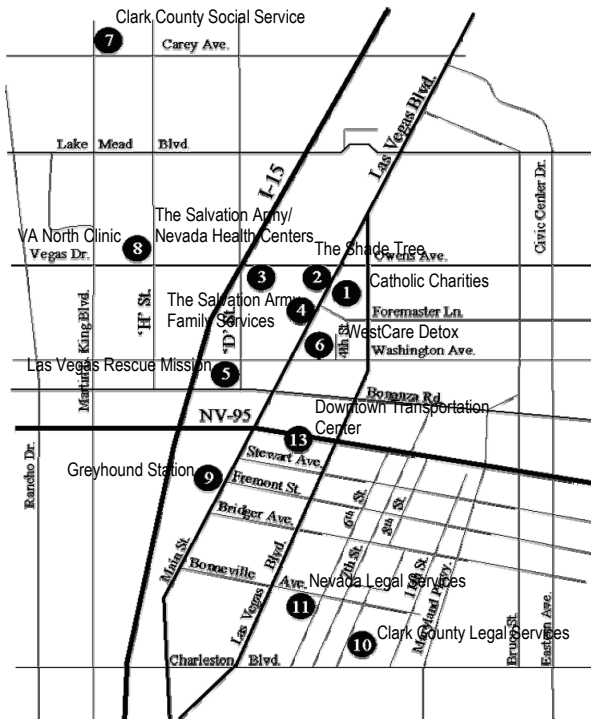 Clark County Social Service
7
Carey Ave.
Las Vegas Blvd.
Lake Mead Blvd.
I-15
Civic Center Dr.
The Salvation Army/
Nevada Health Centers
VA North Clinic
8
Vegas Dr.
The Shade Tree
Owens Ave.
3
2
1
Catholic Charities
Martin L. King Blvd.
'H' St.
'D' St.
The Salvation Army
Family Services
4
Foremaster Ln.
4th St.
6
WestCare Detox
Washington Ave.
Las Vegas Rescue Mission
5
Bonanza Rd
NV-95
Downtown Transportation
Center
13
Rancho Dr.
Stewart Ave.
Greyhound Station
9
Fremont St.
6th St.
8th St.
Bridger Ave.
Main St.
Las Vegas Blvd.
Bonneville Ave.
7th St.
Nevada Legal Services
11th St.
Maryland Pkwy.
11
Clark County Legal Services
10
Bruce St.
Eastern Ave.
Charleston Blvd.